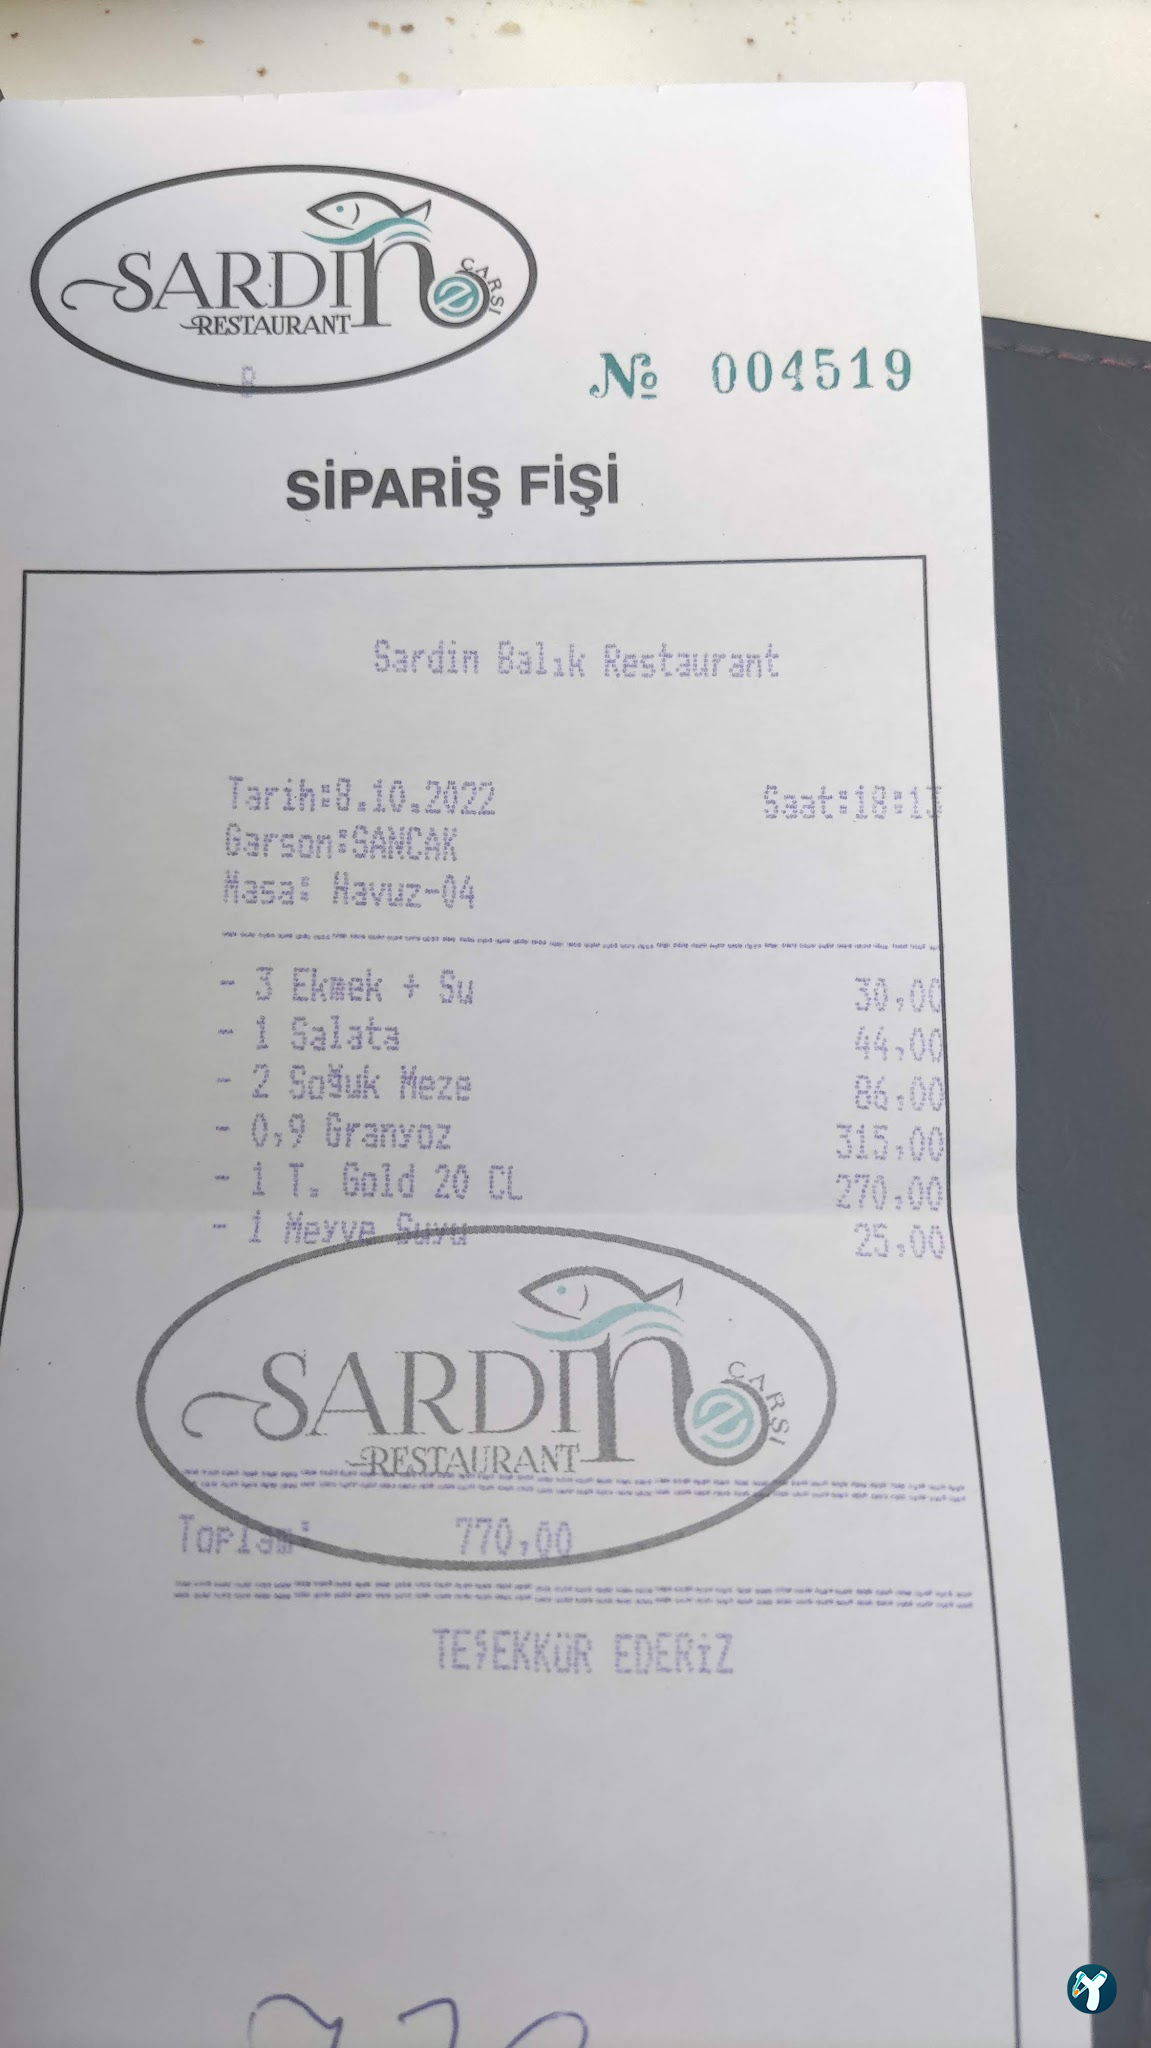 SARDIN
ÇARŞI
RESTAURANT
№ 004519
SİPARİŞ FİŞİ
Sardin Balık Restaurant
Tarih:8.10.2022
Garson:SANCAK
Masa: Havuz-04
- 3 Ekmek + Su 30,00
- 1 Salata 44,00
- 2 Soğuk Meze 86,00
- 0,9 Granyoz 315,00
- 1 T. Gold 20 CL 270,00
- 1 Meyve Suyu 25,00
SARDIN
ÇARŞI
RESTAURANT
Toplam: 770,00
TEŞEKKÜR EDERİZ